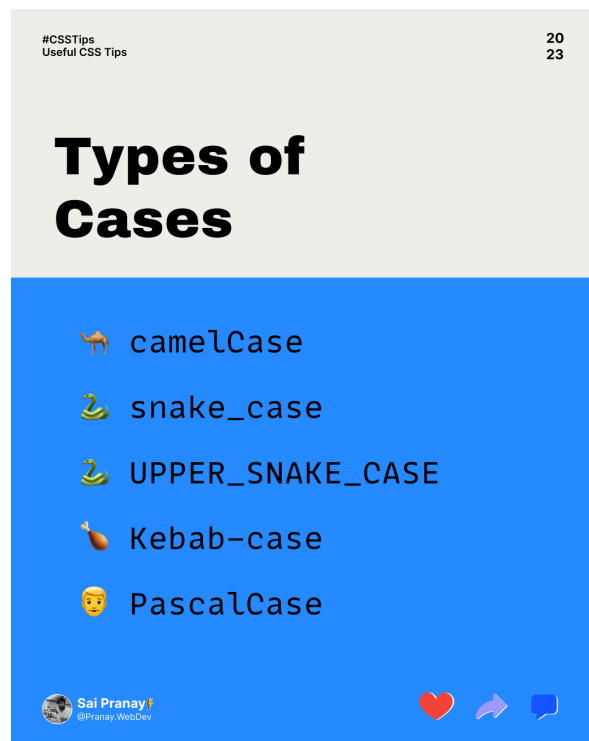 #CSSTips
Useful CSS Tips
20
23
Types of
Cases
🐪 camelCase
🐍 snake_case
🐍 UPPER_SNAKE_CASE
🍗 Kebab-case
👨 PascalCase
Sai Pranay⚡
@Pranay.WebDev